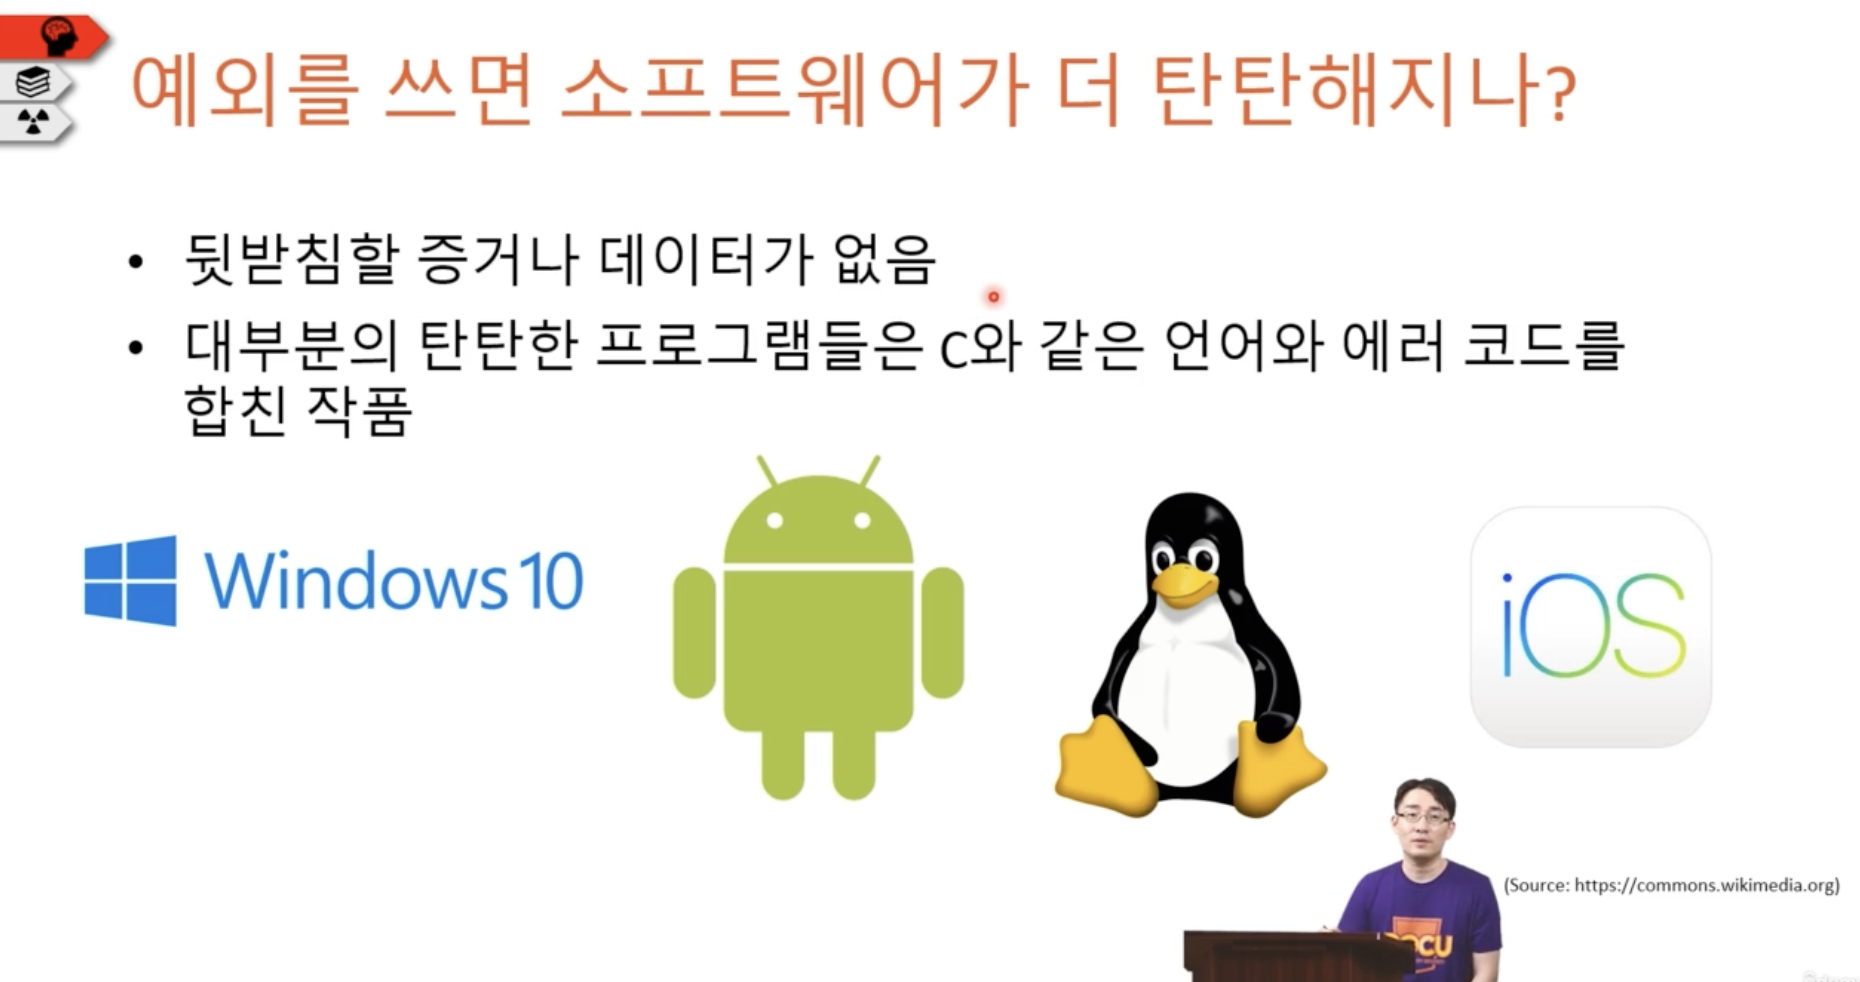 예외를 쓰면 소프트웨어가 더 탄탄해지나?
• 뒷받침할 증거나 데이터가 없음
• 대부분의 탄탄한 프로그램들은 C와 같은 언어와 에러 코드를
합친 작품
Windows 10
iOS
(Source: https://commons.wikimedia.org)